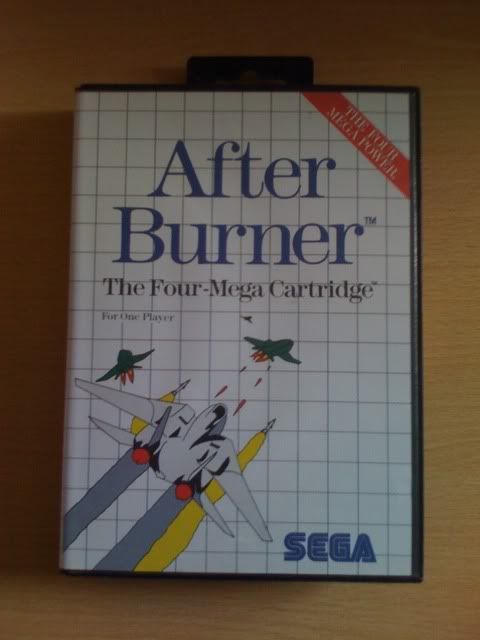 THE FOUR
MEGA POWER
After
Burner™
The Four-Mega Cartridge™
For One Player
SEGA